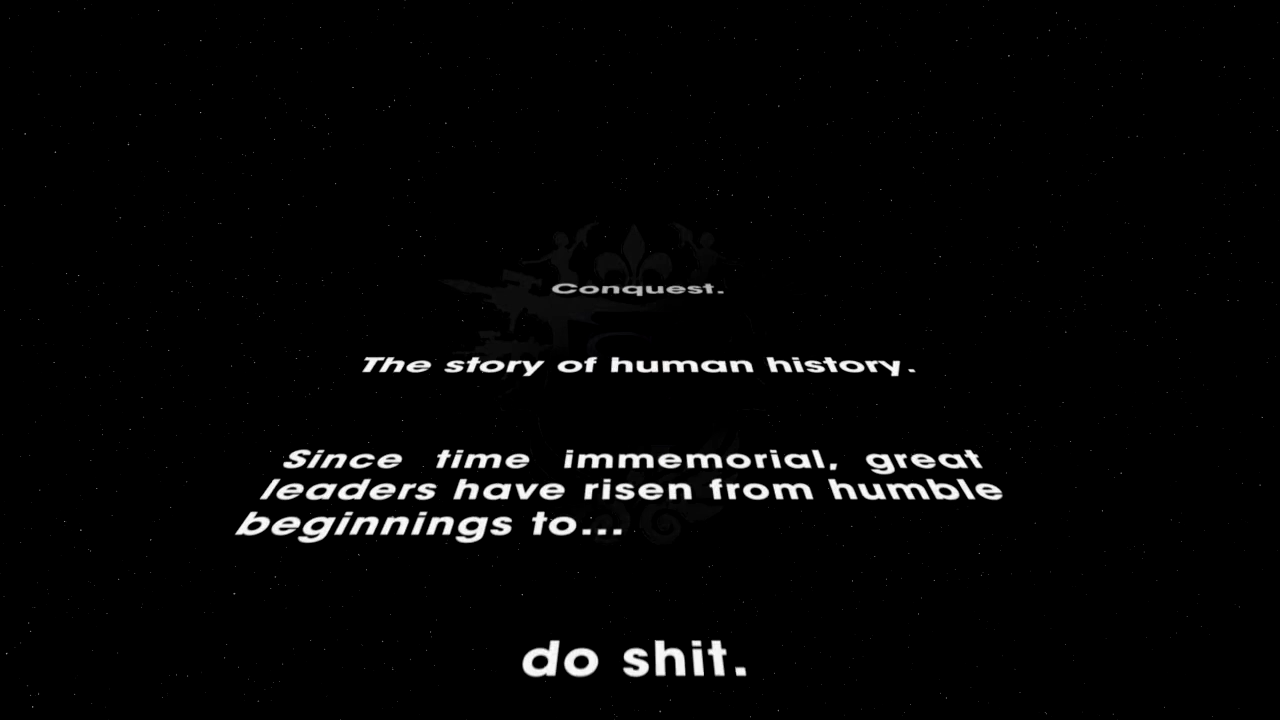 Conquest.
The story of human history.
Since time immemorial, great
leaders have risen from humble
beginnings to...
do shit.